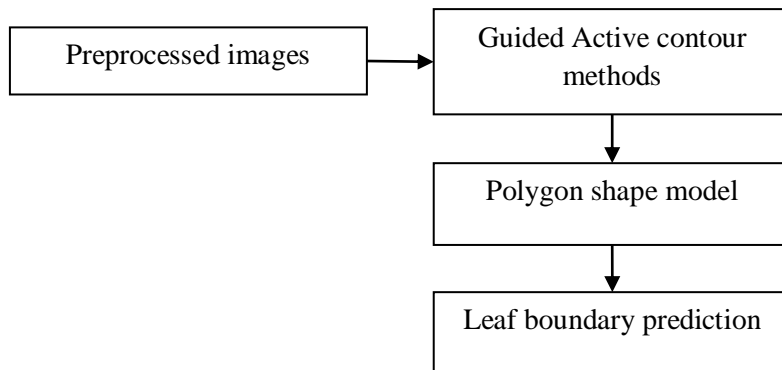 Preprocessed images
Guided Active contour
methods
Polygon shape model
Leaf boundary prediction